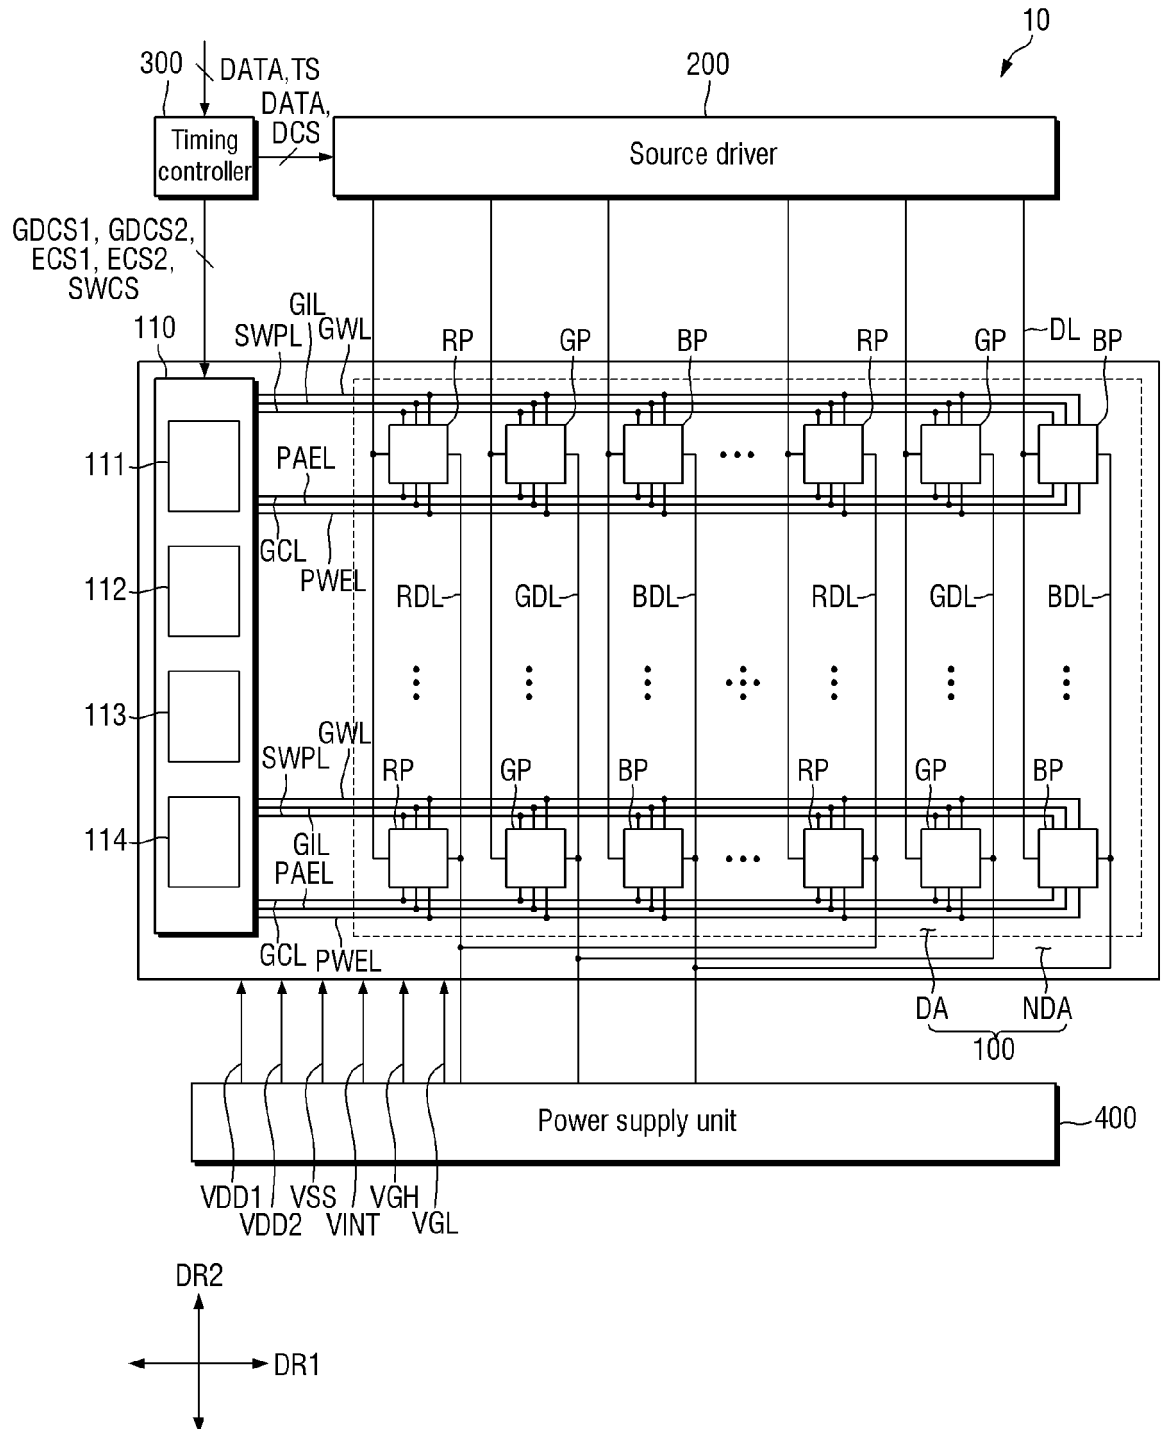 10
300
DATA,TS
200
DATA,
DCS
Timing
controller
Source driver
GDCS1, GDCS2,
ECS1, ECS2,
SWCS
110
SWPL
GIL
GWL
RP
GP
BP
RP
GP
DL
BP
111
PAEL
GCL
PWEL
112
RDL
GDL
BDL
RDL
GDL
BDL
113
SWPL
GWL
RP
GP
BP
RP
GP
BP
114
GIL
PAEL
GCL
PWEL
DA
NDA
100
Power supply unit
400
VDD1
VDD2
VSS
VINT
VGH
VGL
DR2
DR1